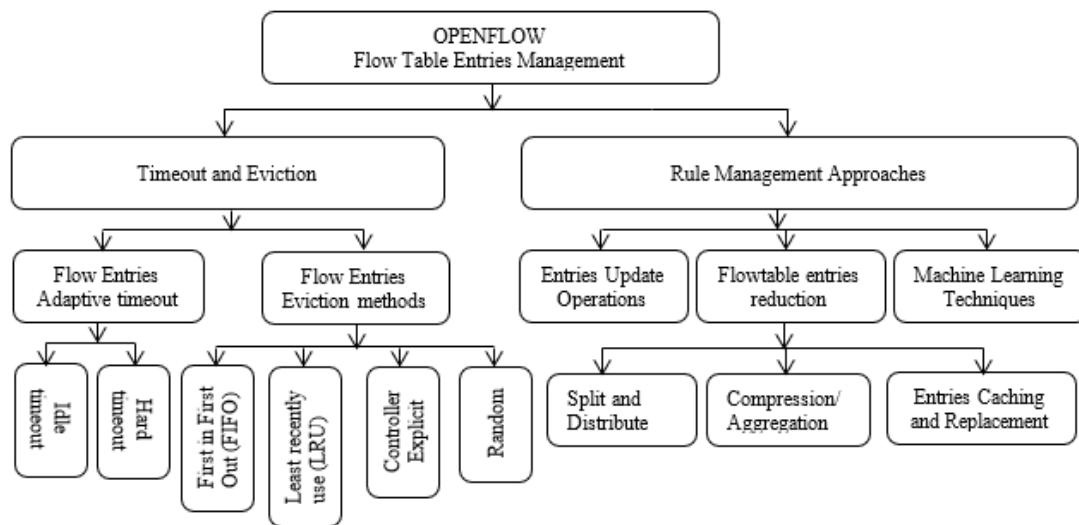 OPENFLOW
Flow Table Entries Management
Timeout and Eviction
Rule Management Approaches
Flow Entries
Adaptive timeout
Flow Entries
Eviction methods
Entries Update
Operations
Flowtable entries
reduction
Machine Learning
Techniques
Idle
timeout
Hard
timeout
First in First
Out (FIFO)
Least recently
use (LRU)
Controller
Explicit
Random
Split and
Distribute
Compression/
Aggregation
Entries Caching
and Replacement